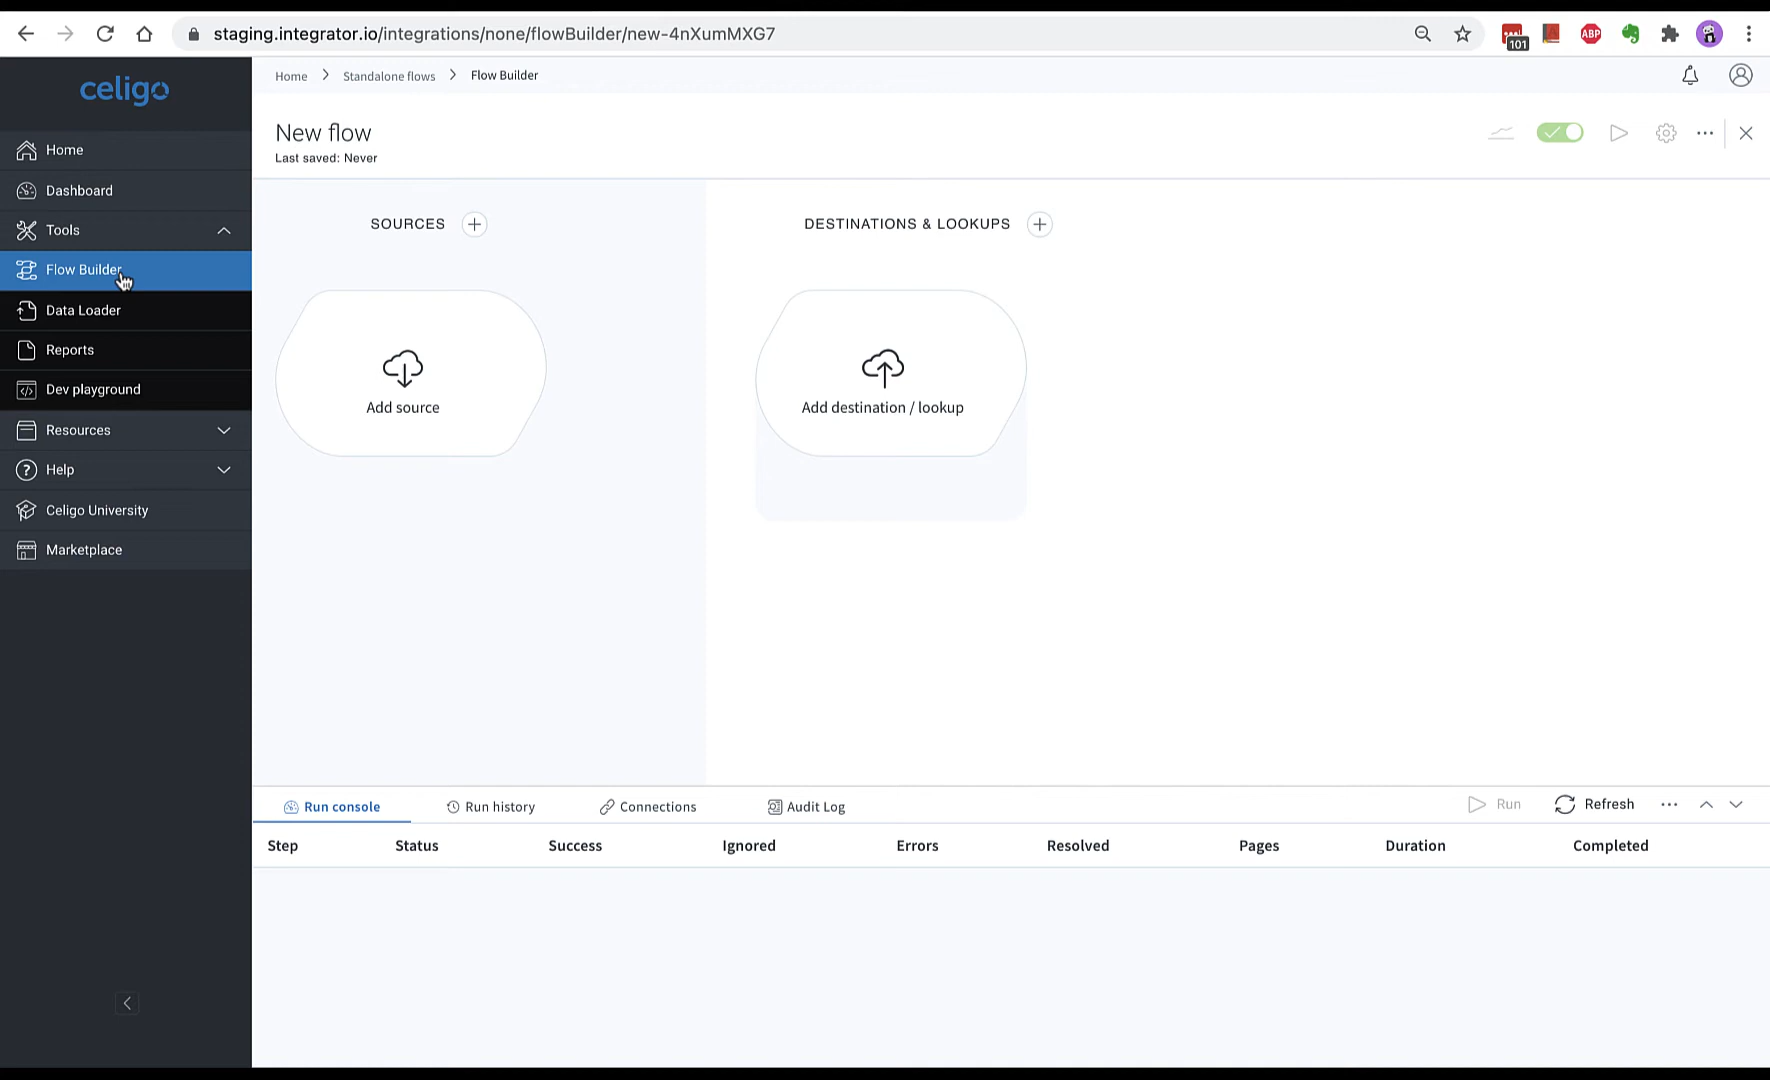 staging.integrator.io/integrations/none/flowBuilder/new-4nXumMXG7
101
ABP
celigo
Home
Dashboard
Tools
Flow Builder
Data Loader
Reports
Dev playground
Resources
Help
Celigo University
Marketplace
Home > Standalone flows > Flow Builder
New flow
Last saved: Never
SOURCES
DESTINATIONS & LOOKUPS
Add source
Add destination / lookup
Run console Run history Connections Audit Log Run Refresh
Step Status Success Ignored Errors Resolved Pages Duration Completed